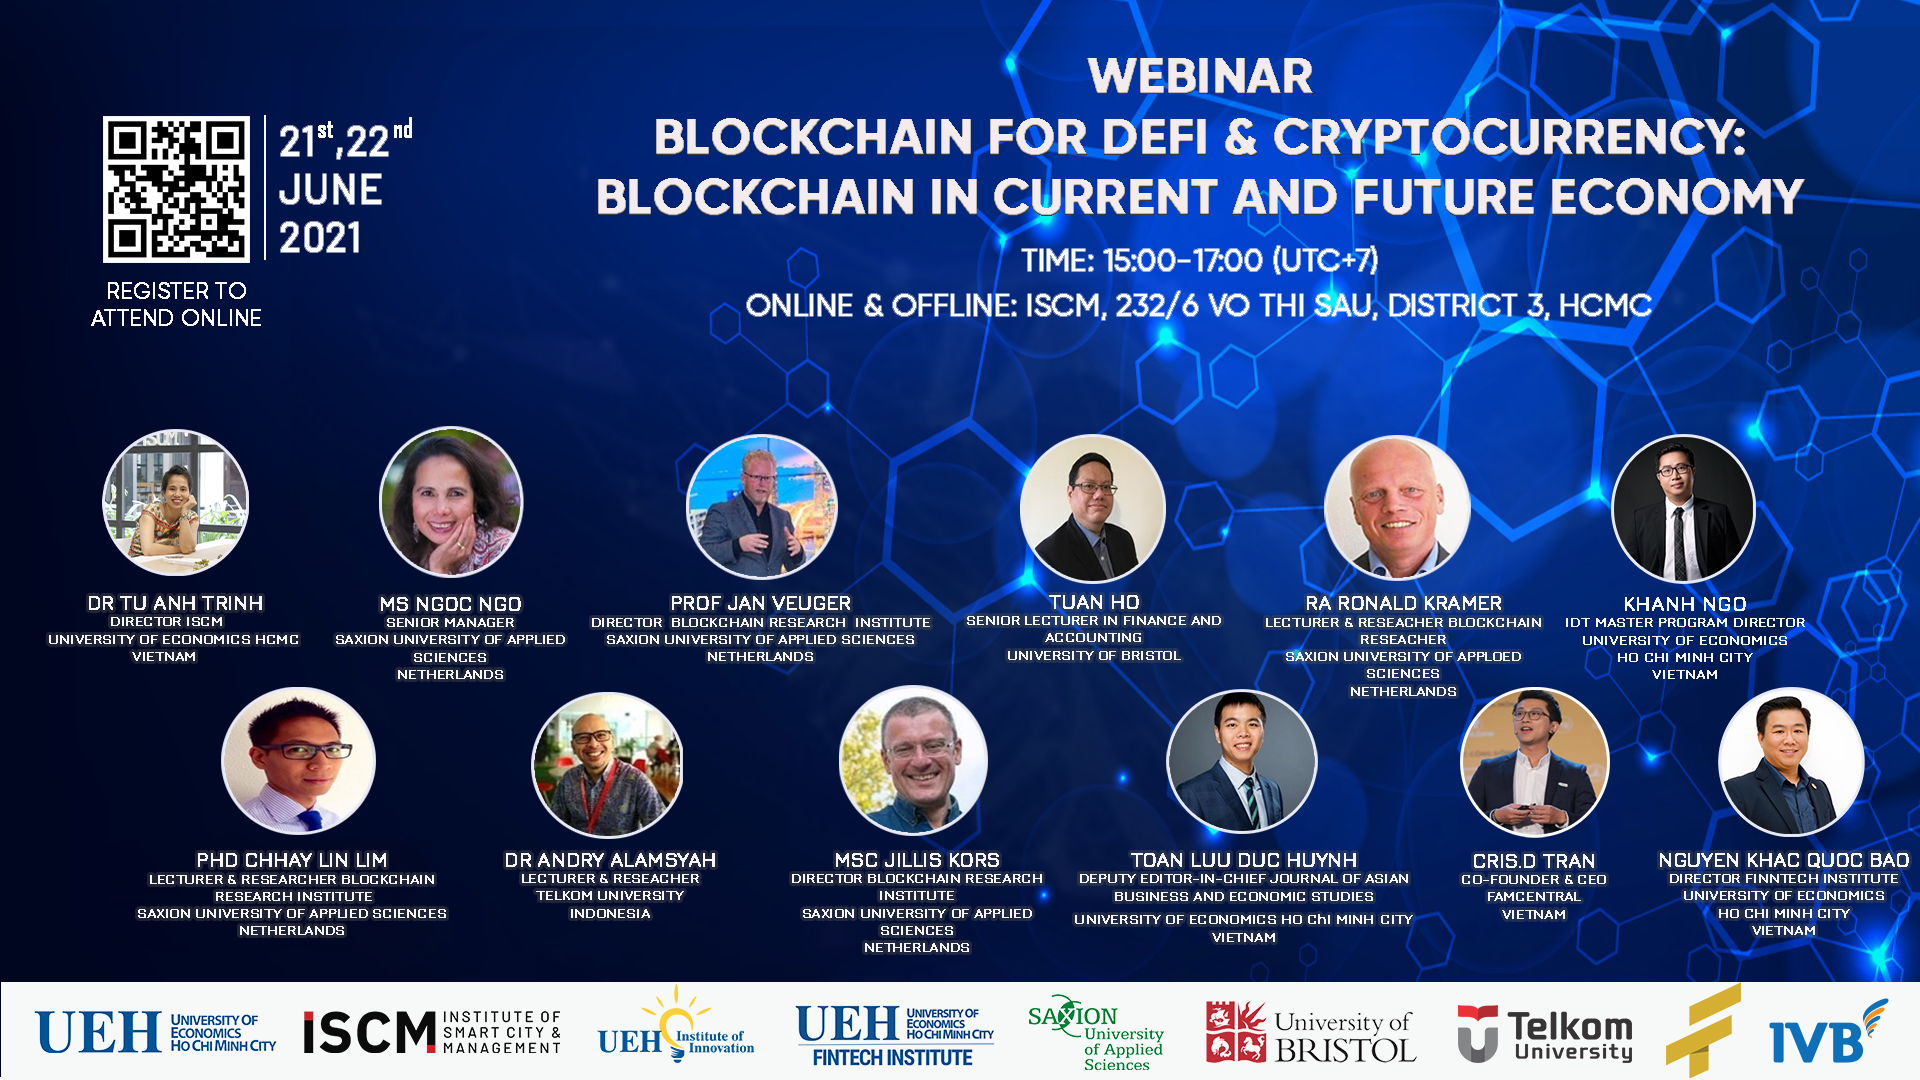 WEBINAR
BLOCKCHAIN FOR DEFI & CRYPTOCURRENCY:
BLOCKCHAIN IN CURRENT AND FUTURE ECONOMY
TIME: 15:00-17:00 (UTC+7)
ONLINE & OFFLINE: ISCM, 232/6 VO THI SAU, DISTRICT 3, HCMC
21st,22nd
JUNE
2021
REGISTER TO
ATTEND ONLINE
DR TU ANH TRINH
DIRECTOR ISCM
UNIVERSITY OF ECONOMICS HCMC
VIETNAM
MS NGOC NGO
SENIOR MANAGER
SAXION UNIVERSITY OF APPLIED
SCIENCES
NETHERLANDS
PROF JAN VEUGER
DIRECTOR BLOCKCHAIN RESEARCH INSTITUTE
SAXION UNIVERSITY OF APPLIED SCIENCES
NETHERLANDS
TUAN HO
SENIOR LECTURER IN FINANCE AND
ACCOUNTING
UNIVERSITY OF BRISTOL
RA RONALD KRAMER
LECTURER & RESEACHER BLOCKCHAIN
RESEACHER
SAXION UNIVERSITY OF APPLOED
SCIENCES
NETHERLANDS
KHANH NGO
IDT MASTER PROGRAM DIRECTOR
UNIVERSITY OF ECONOMICS
HO CHI MINH CITY
VIETNAM
PHD CHHAY LIN LIM
LECTURER & RESEARCHER BLOCKCHAIN
RESEARCH INSTITUTE
SAXION UNIVERSITY OF APPLIED SCIENCES
NETHERLANDS
DR ANDRY ALAMSYAH
LECTURER & RESEACHER
TELKOM UNIVERSITY
INDONESIA
MSC JILLIS KORS
DIRECTOR BLOCKCHAIN RESEARCH
INSTITUTE
SAXION UNIVERSITY OF APPLIED
SCIENCES
NETHERLANDS
TOAN LUU DUC HUYNH
DEPUTY EDITOR-IN-CHIEF JOURNAL OF ASIAN
BUSINESS AND ECONOMIC STUDIES
UNIVERSITY OF ECONOMICS HO ChI MINH CITY
VIETNAM
CRIS.D TRAN
CO-FOUNDER & CEO
FAMCENTRAL
VIETNAM
NGUYEN KHAC QUOC BAO
DIRECTOR FINNTECH INSTITUTE
UNIVERSITY OF ECONOMICS
HO CHI MINH CITY
VIETNAM
UEH UNIVERSITY OF
ECONOMICS
HO CHI MINH CITY
ISCM INSTITUTE OF
SMART CITY &
MANAGEMENT
UEH Institute of
Innovation
UEH UNIVERSITY OF
ECONOMICS
HO CHI MINH CITY
FINTECH INSTITUTE
SAXION
University
of Applied
Sciences
University of
BRISTOL
Telkom
University
IVB